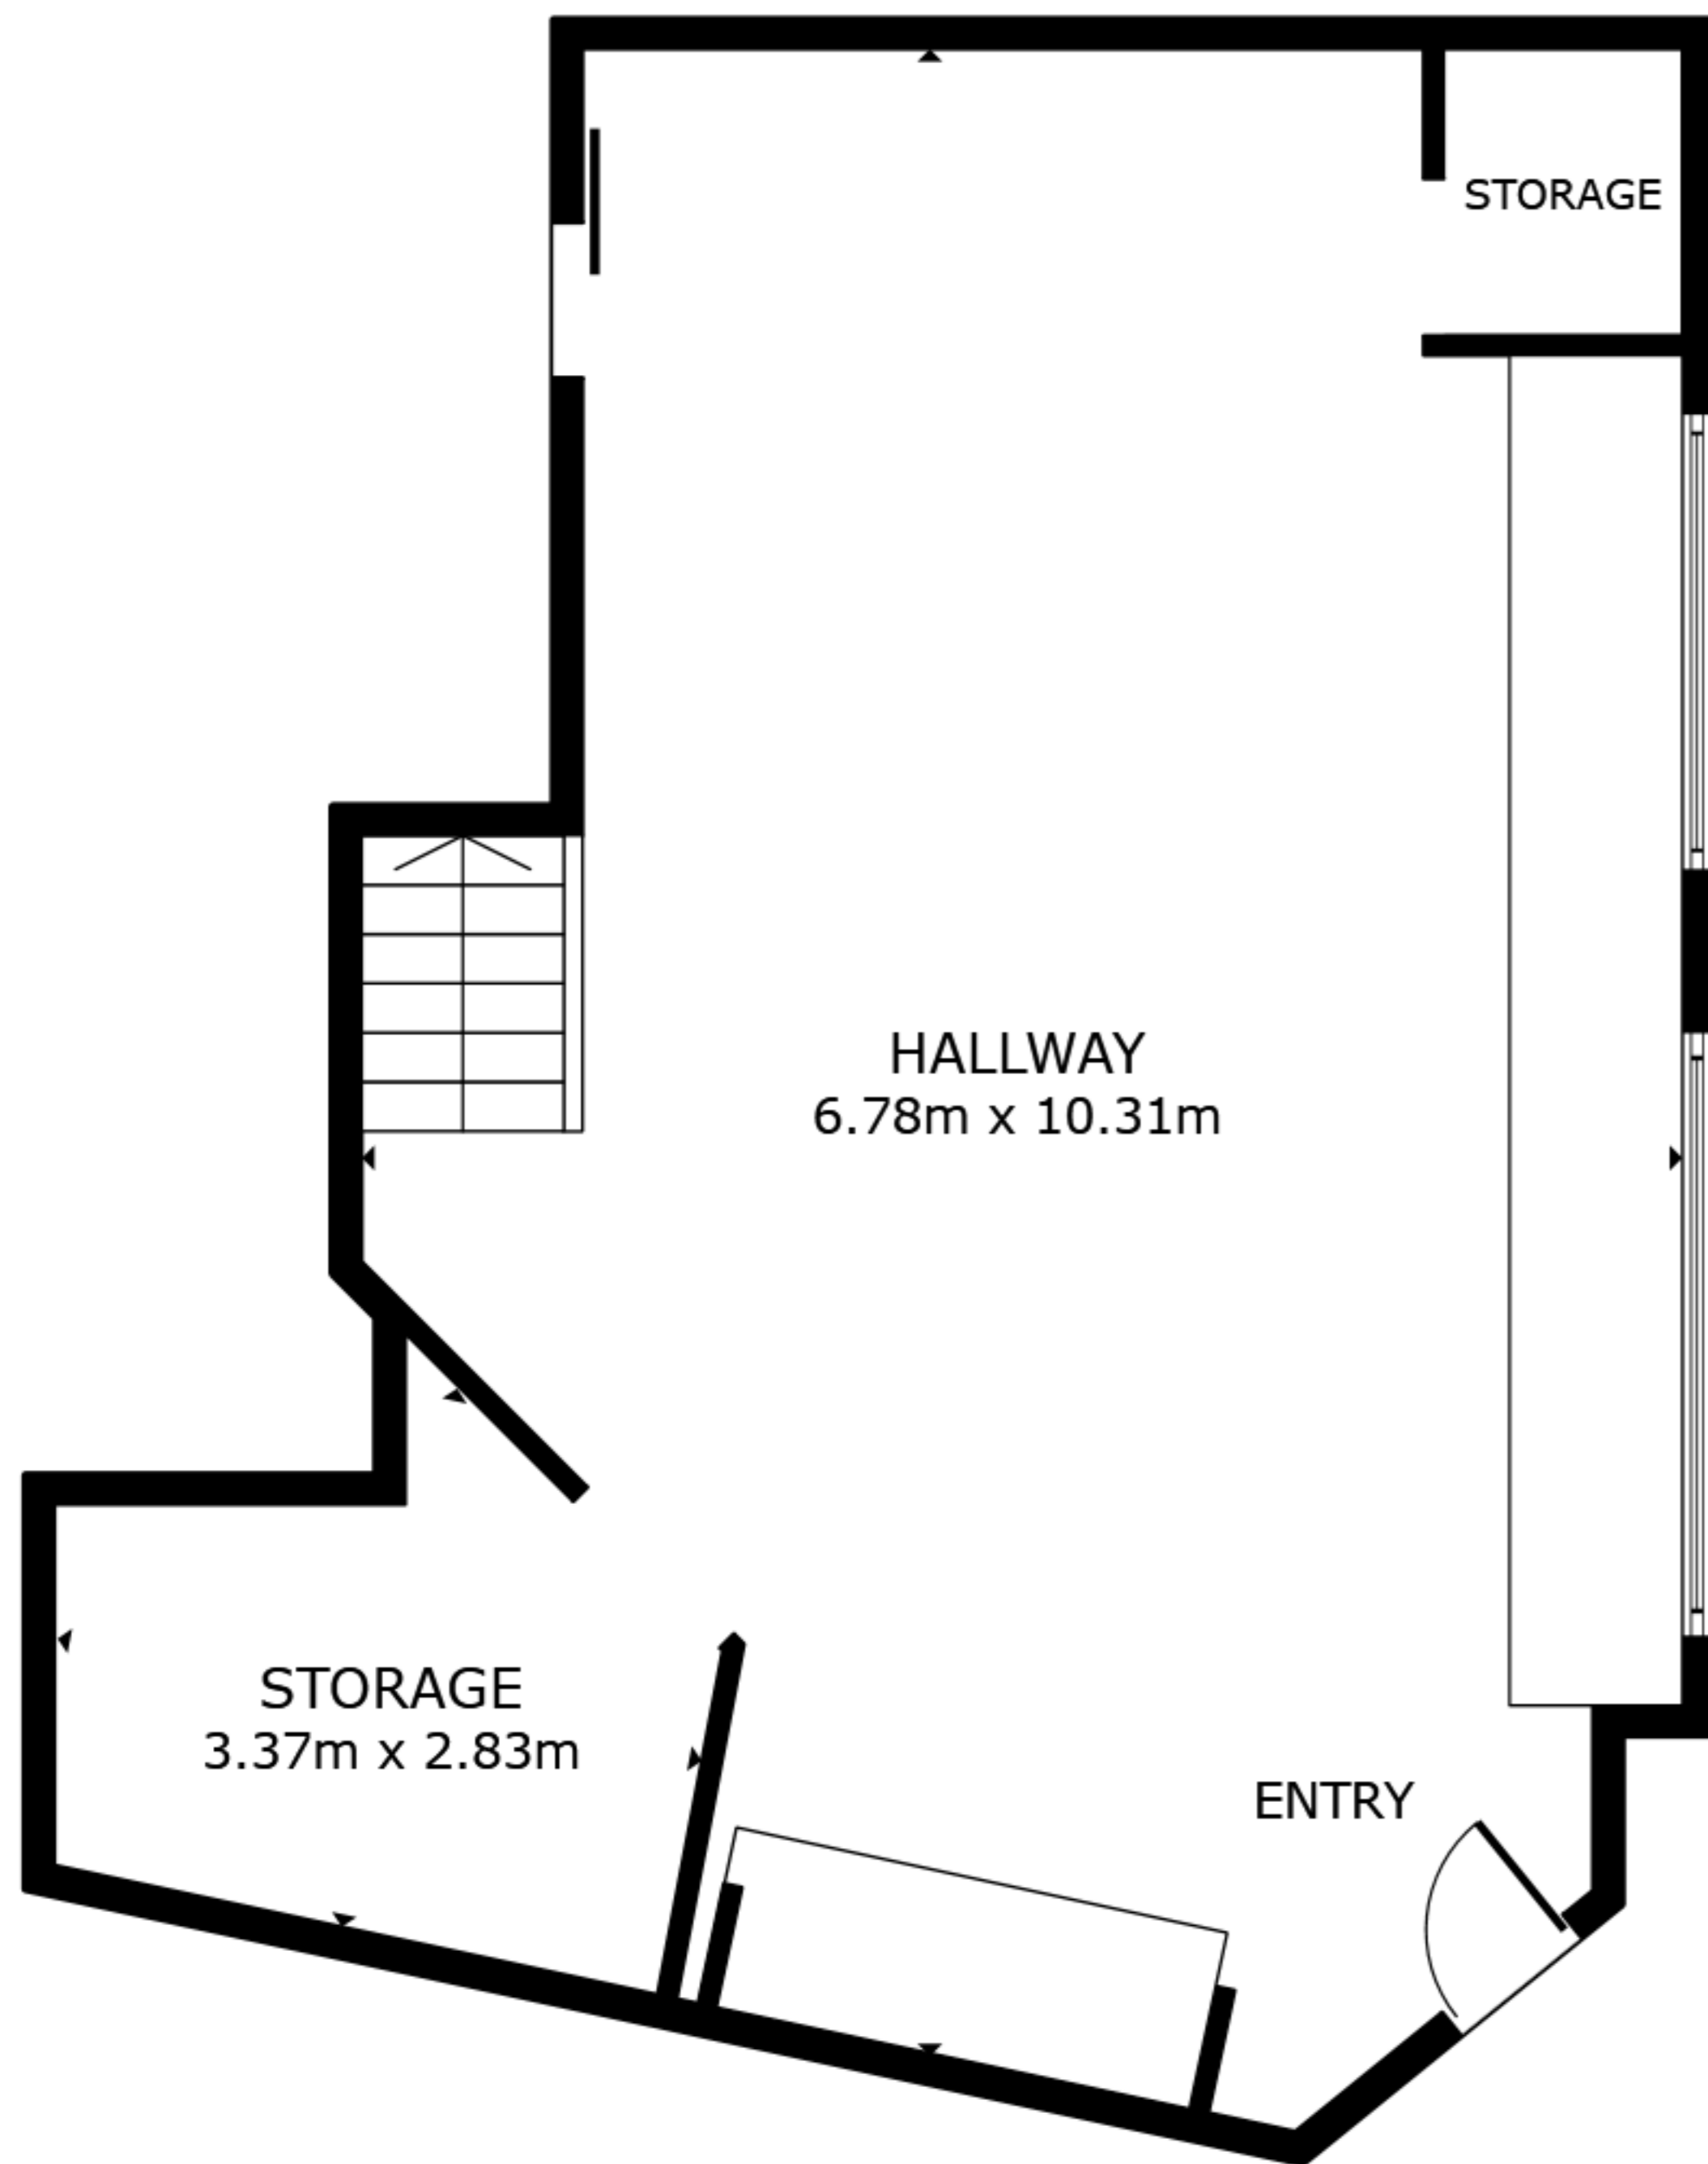 STORAGE
HALLWAY
6.78m x 10.31m
STORAGE
3.37m x 2.83m
ENTRY